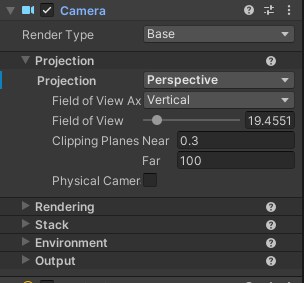 Camera
Render Type Base
Projection
Projection Perspective
Field of View Ax Vertical
Field of View 19.4551
Clipping Planes Near 0.3
Far 100
Physical Camer
Rendering
Stack
Environment
Output